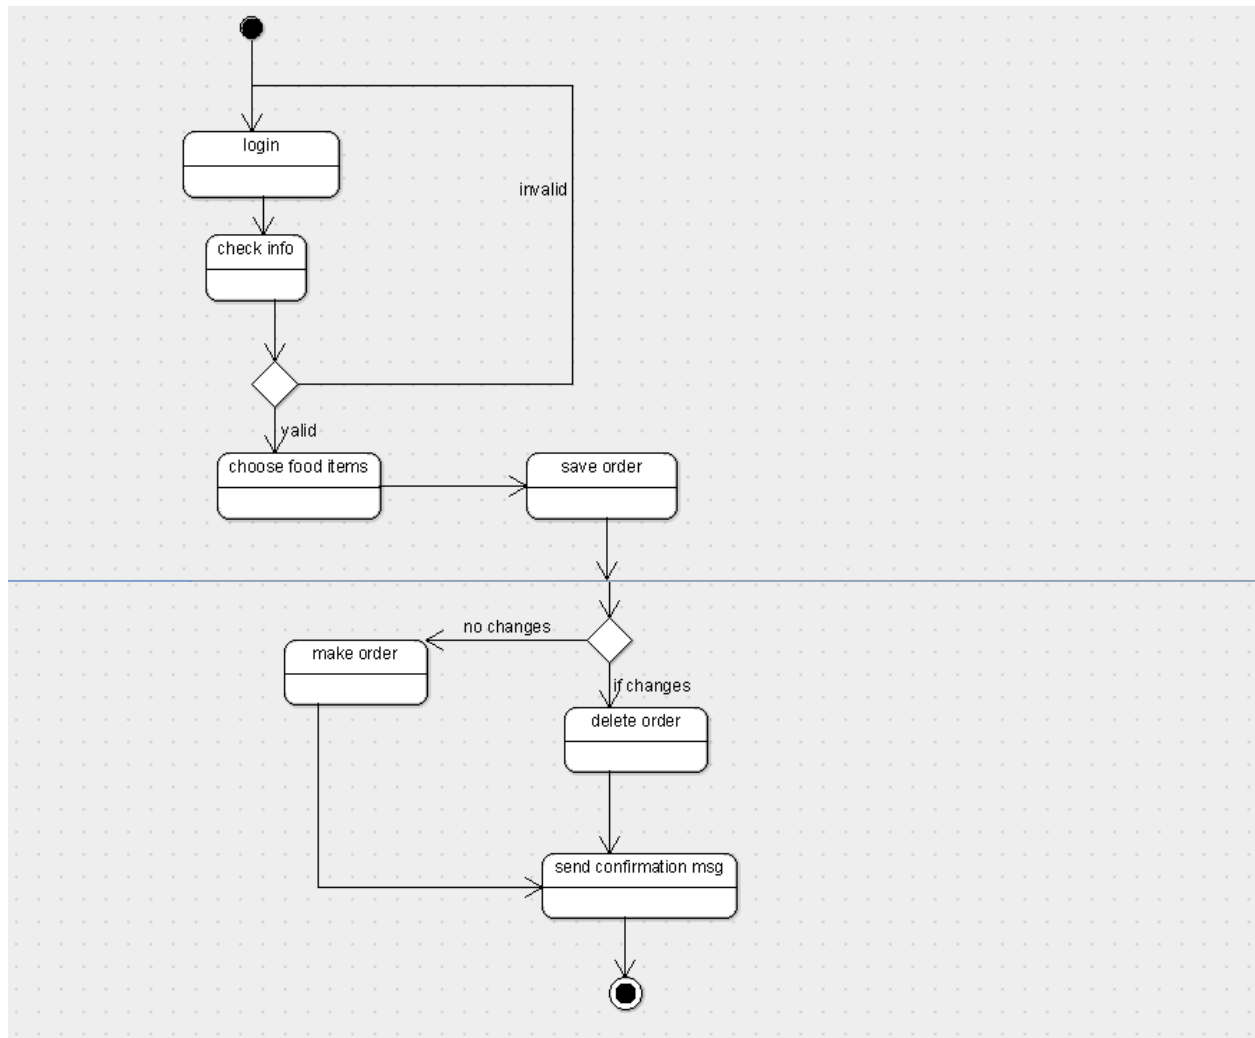 login
invalid
check info
valid
choose food items
save order
no changes
make order
if changes
delete order
send confirmation msg